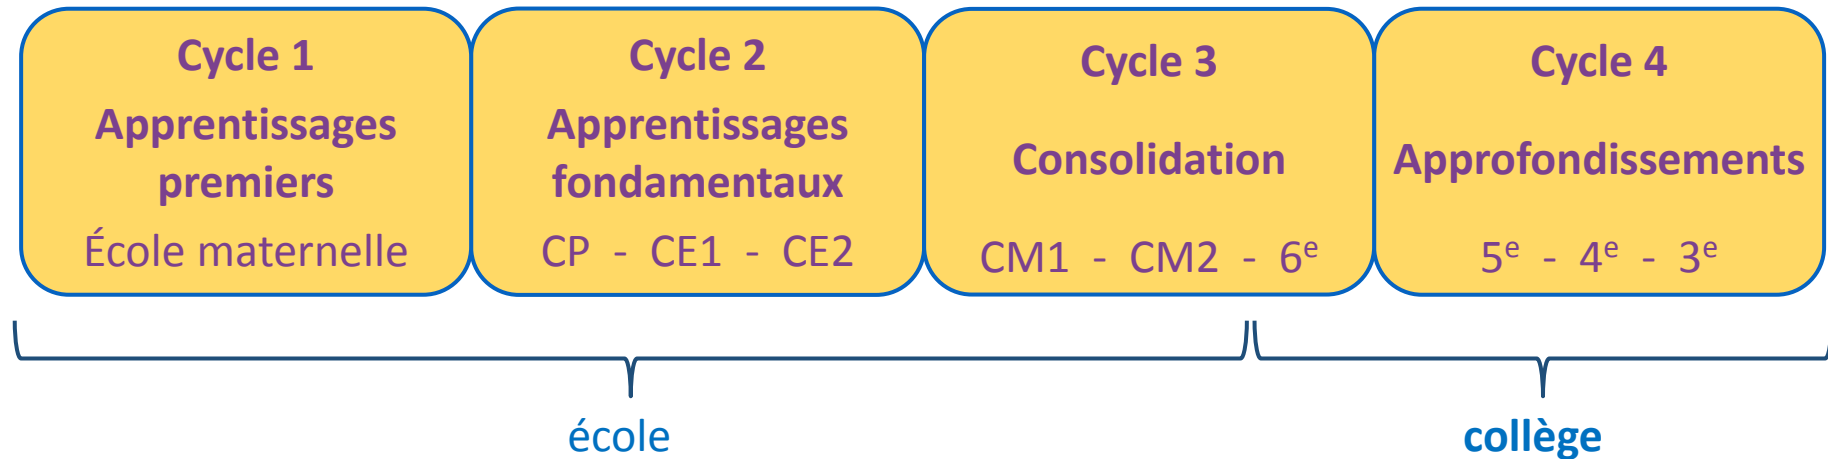 Cycle 1
Apprentissages
premiers
École maternelle
Cycle 2
Apprentissages
fondamentaux
CP - CE1 - CE2
Cycle 3
Consolidation
CM1 - CM2 - 6e
Cycle 4
Approfondissements
5e - 4e - 3e
école
collège